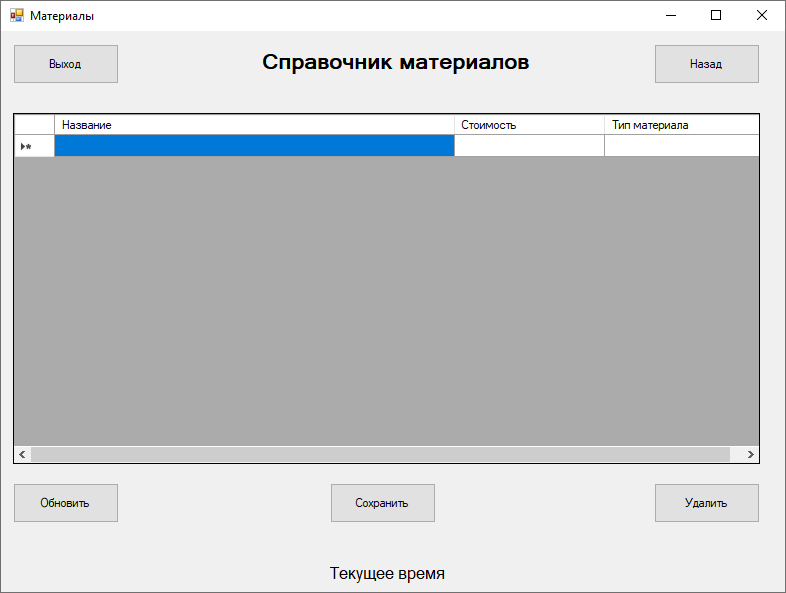 Материалы
Выход
Справочник материалов
Назад
Название Стоимость Тип материала
Обновить
Сохранить
Удалить
Текущее время